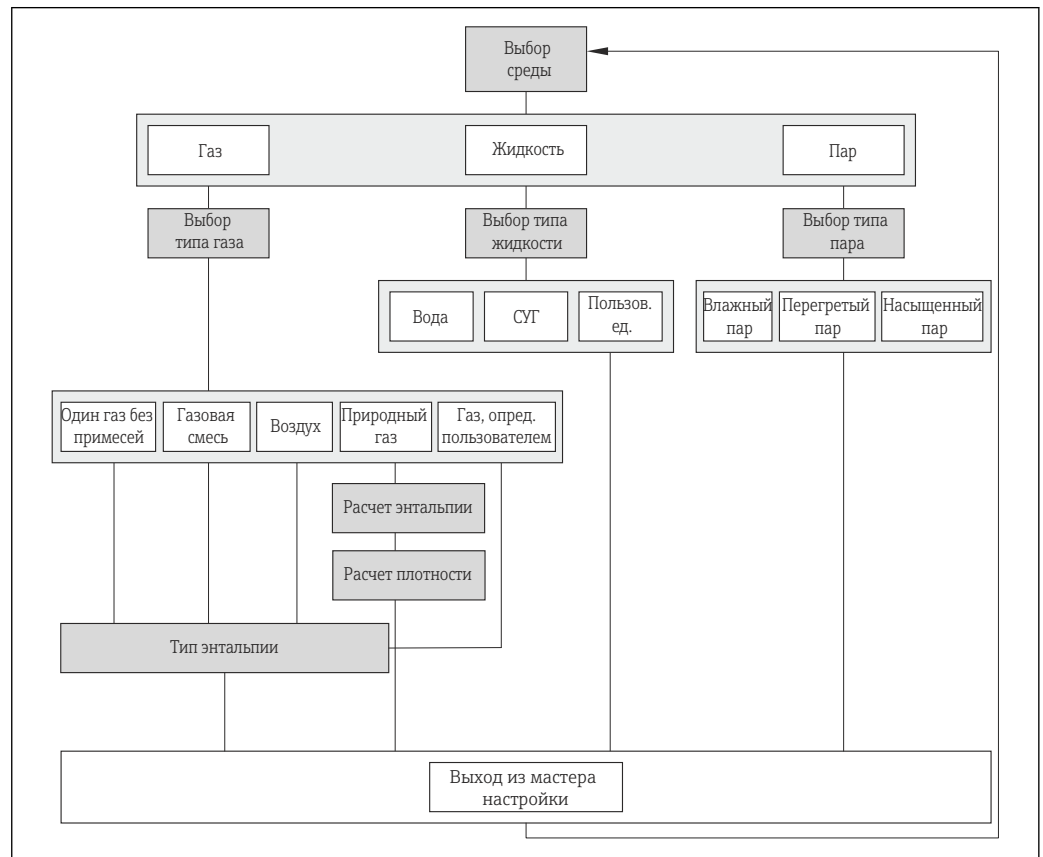 Выбор
среды
Газ
Жидкость
Пар
Выбор
типа газа
Выбор типа
жидкости
Выбор типа
пара
Вода
СУГ
Пользов.
ед.
Влажный
пар
Перегретый
пар
Насыщенный
пар
Один газ без
примесей
Газовая
смесь
Воздух
Природный
газ
Газ, опред.
пользователем
Расчет энтальпии
Расчет плотности
Тип энтальпии
Выход из мастера
настройки